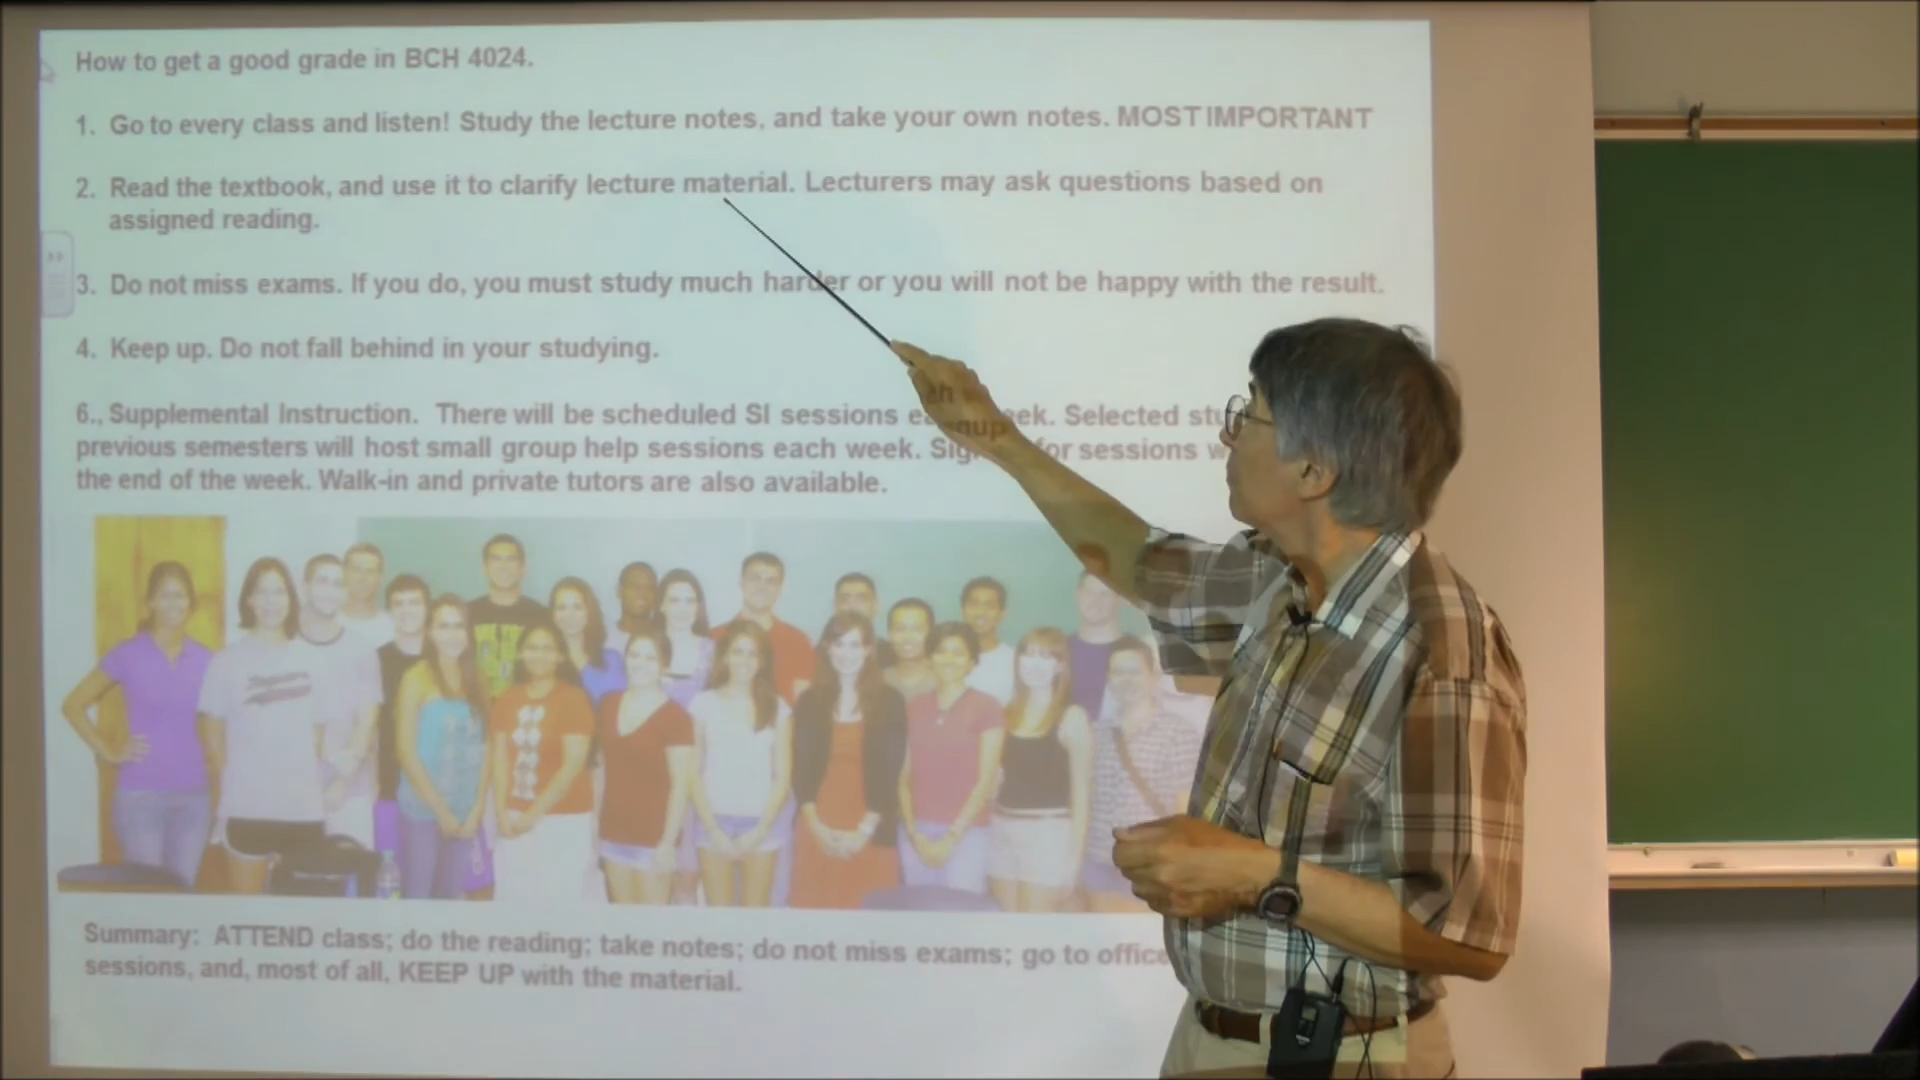 How to get a good grade in BCH 4024.
1. Go to every class and listen! Study the lecture notes, and take your own notes. MOST IMPORTANT
2. Read the textbook, and use it to clarify lecture material. Lecturers may ask questions based on
assigned reading.
3. Do not miss exams. If you do, you must study much harder or you will not be happy with the result.
4. Keep up. Do not fall behind in your studying.
6., Supplemental Instruction. There will be scheduled SI sessions week. Selected
previous semesters will host small group help sessions each week. for sessions
the end of the week. Walk-in and private tutors are also available.
Summary: ATTEND class; do the reading; take notes; do not miss exams; go to office
sessions, and, most of all, KEEP UP with the material.